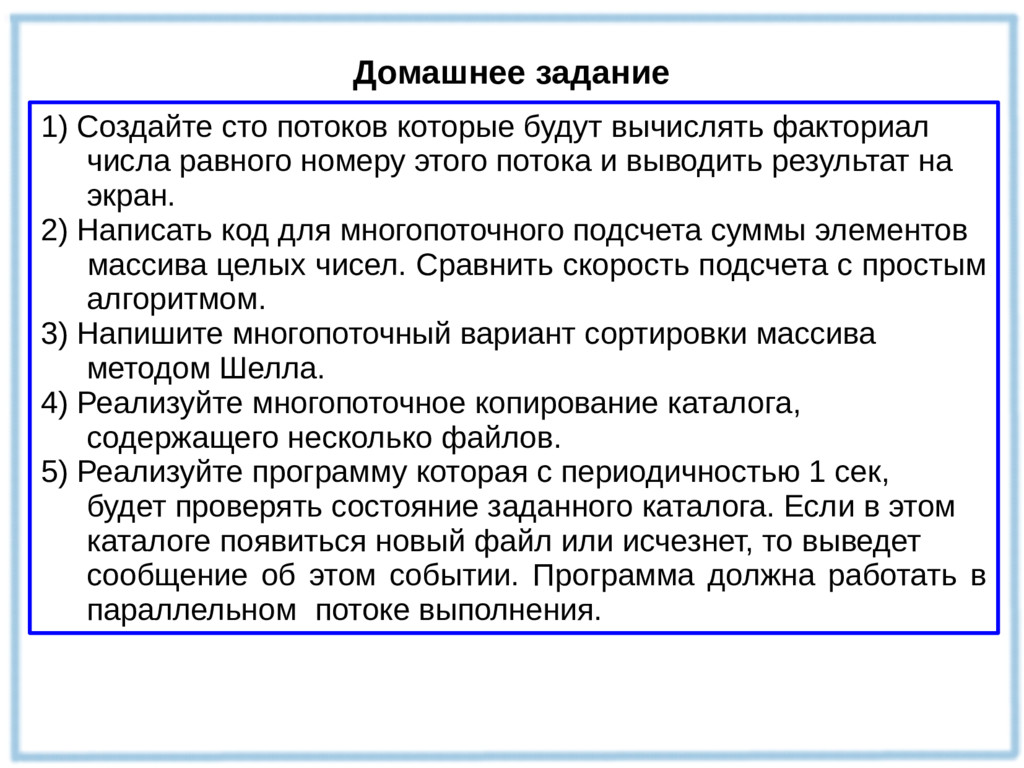 Домашнее задание
1) Создайте сто потоков которые будут вычислять факториал
числа равного номеру этого потока и выводить результат на
экран.
2) Написать код для многопоточного подсчета суммы элементов
массива целых чисел. Сравнить скорость подсчета с простым
алгоритмом.
3) Напишите многопоточный вариант сортировки массива
методом Шелла.
4) Реализуйте многопоточное копирование каталога,
содержащего несколько файлов.
5) Реализуйте программу которая с периодичностью 1 сек,
будет проверять состояние заданного каталога. Если в этом
каталоге появиться новый файл или исчезнет, то выведет
сообщение об этом событии. Программа должна работать в
параллельном  потоке выполнения.